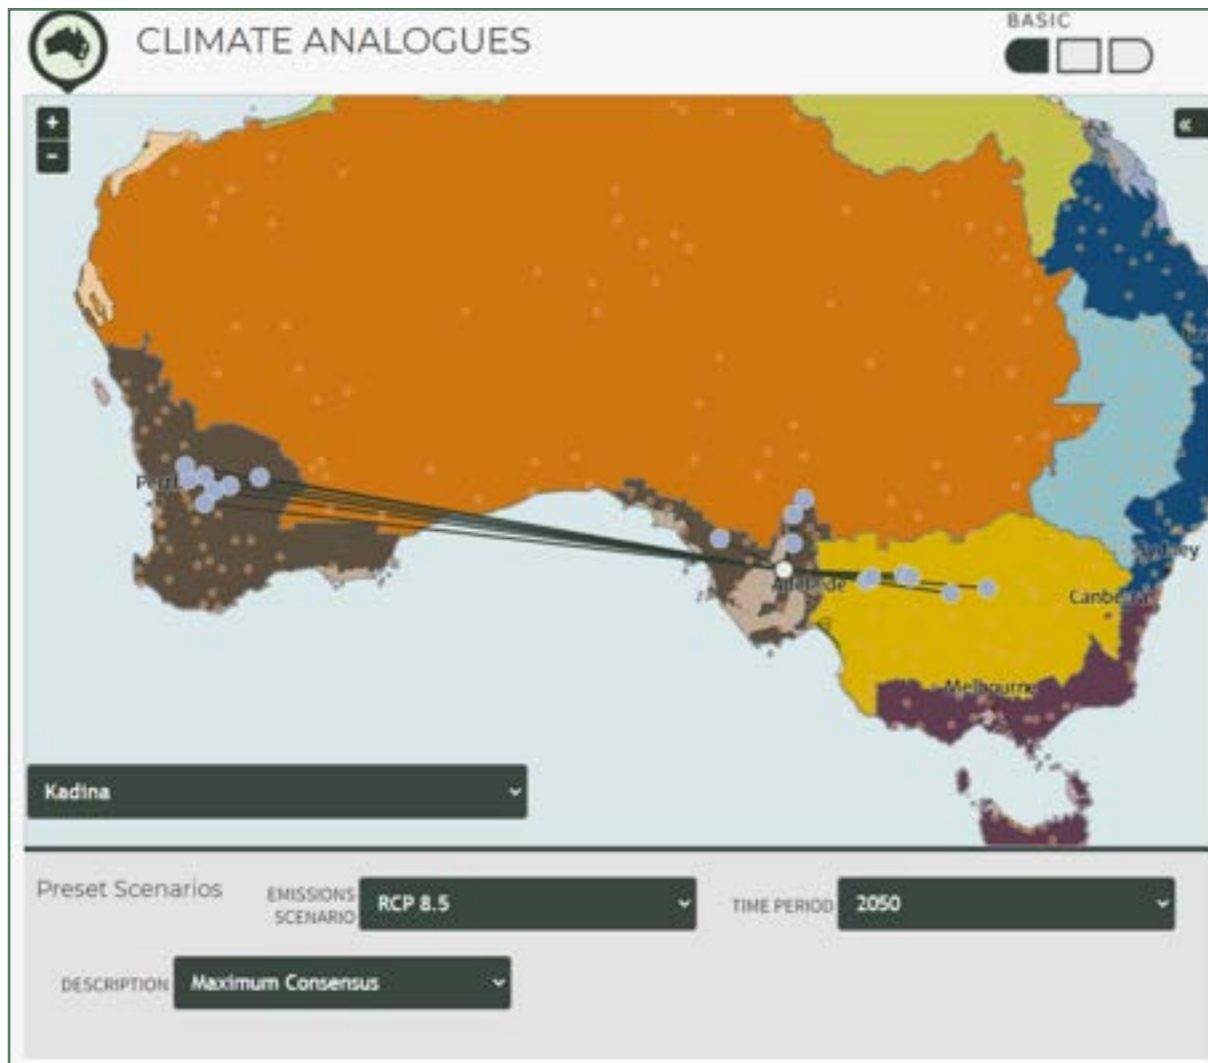 CLIMATE ANALOGUES
BASIC
+
−
«
Adelaide
Sydney
Canberra
Melbourne
Kadina
Preset Scenarios
EMISSIONS
SCENARIO
RCP 8.5
TIME PERIOD
2050
DESCRIPTION
Maximum Consensus